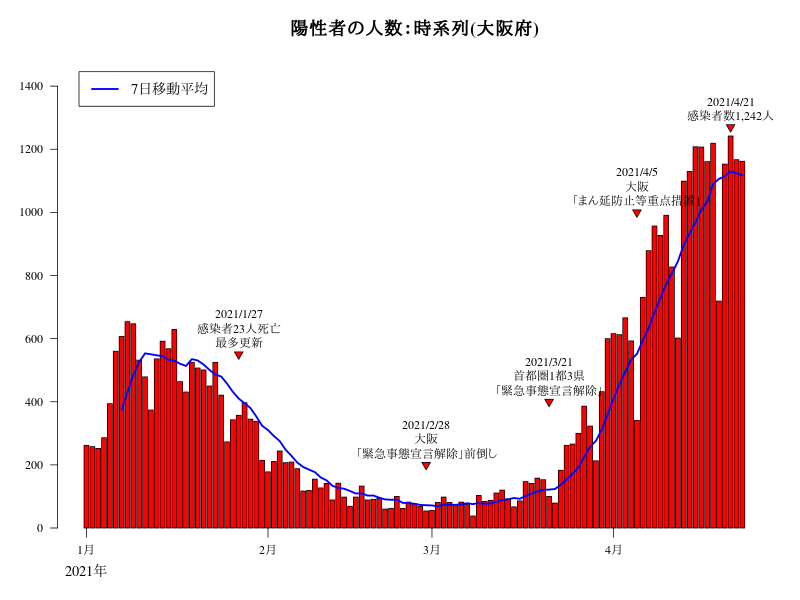 陽性者の人数：時系列(大阪府)
7日移動平均
1400
1200
1000
800
600
400
200
0
2021/1/27
感染者23人死亡
最多更新
2021/2/28
大阪
「緊急事態宣言解除」前倒し
2021/3/21
首都圏1都3県
「緊急事態宣言解除」
2021/4/5
大阪
「まん延防止等重点措置」
2021/4/21
感染者数1,242人
1月
2月
3月
4月
2021年